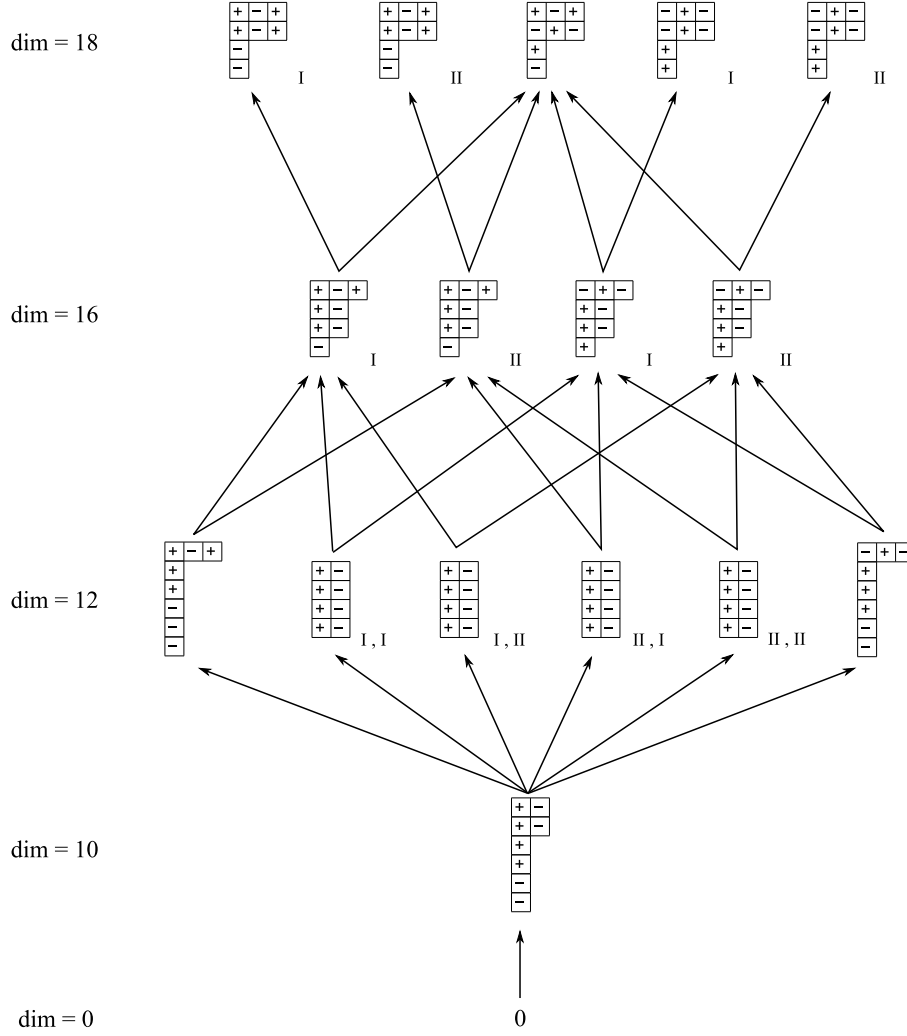 + − + + − + + − + − + − − + −
dim = 18 + − + + − + − + − − + − − + −
− − + + +
− − − + +
I II I II
+ − + + − + − + − − + −
dim = 16 + − + − + − + −
+ − + − + − + −
− − + +
I II I II
+ − + − + −
+ + − + − + − + − +
dim = 12 + + − + − + − + − +
− + − + − + − + − +
− + − + − + − + − −
I , I I , II II , I II , II
− −
+ −
+ −
dim = 10 +
+
−
−
dim = 0 0